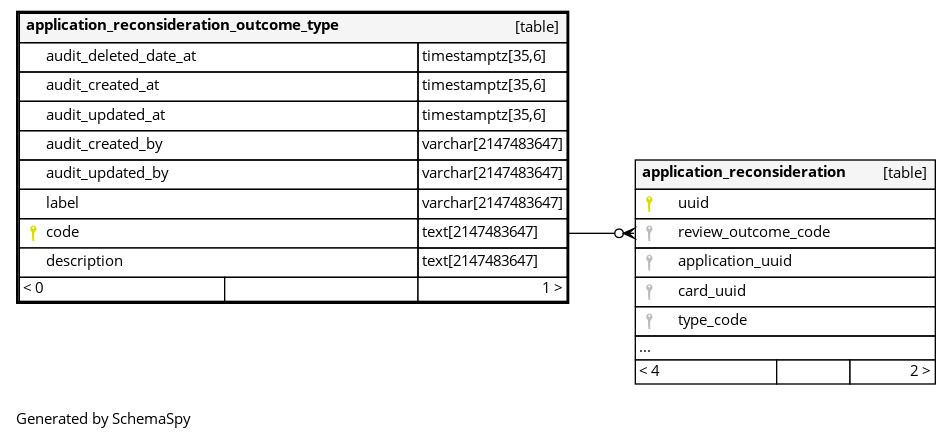 application_reconsideration_outcome_type [table]
audit_deleted_date_at timestamptz[35,6]
audit_created_at timestamptz[35,6]
audit_updated_at timestamptz[35,6]
audit_created_by varchar[2147483647]
audit_updated_by varchar[2147483647]
label varchar[2147483647]
code text[2147483647]
description text[2147483647]
< 0 1 >
application_reconsideration [table]
uuid
review_outcome_code
application_uuid
card_uuid
type_code
...
< 4 2 >
Generated by SchemaSpy